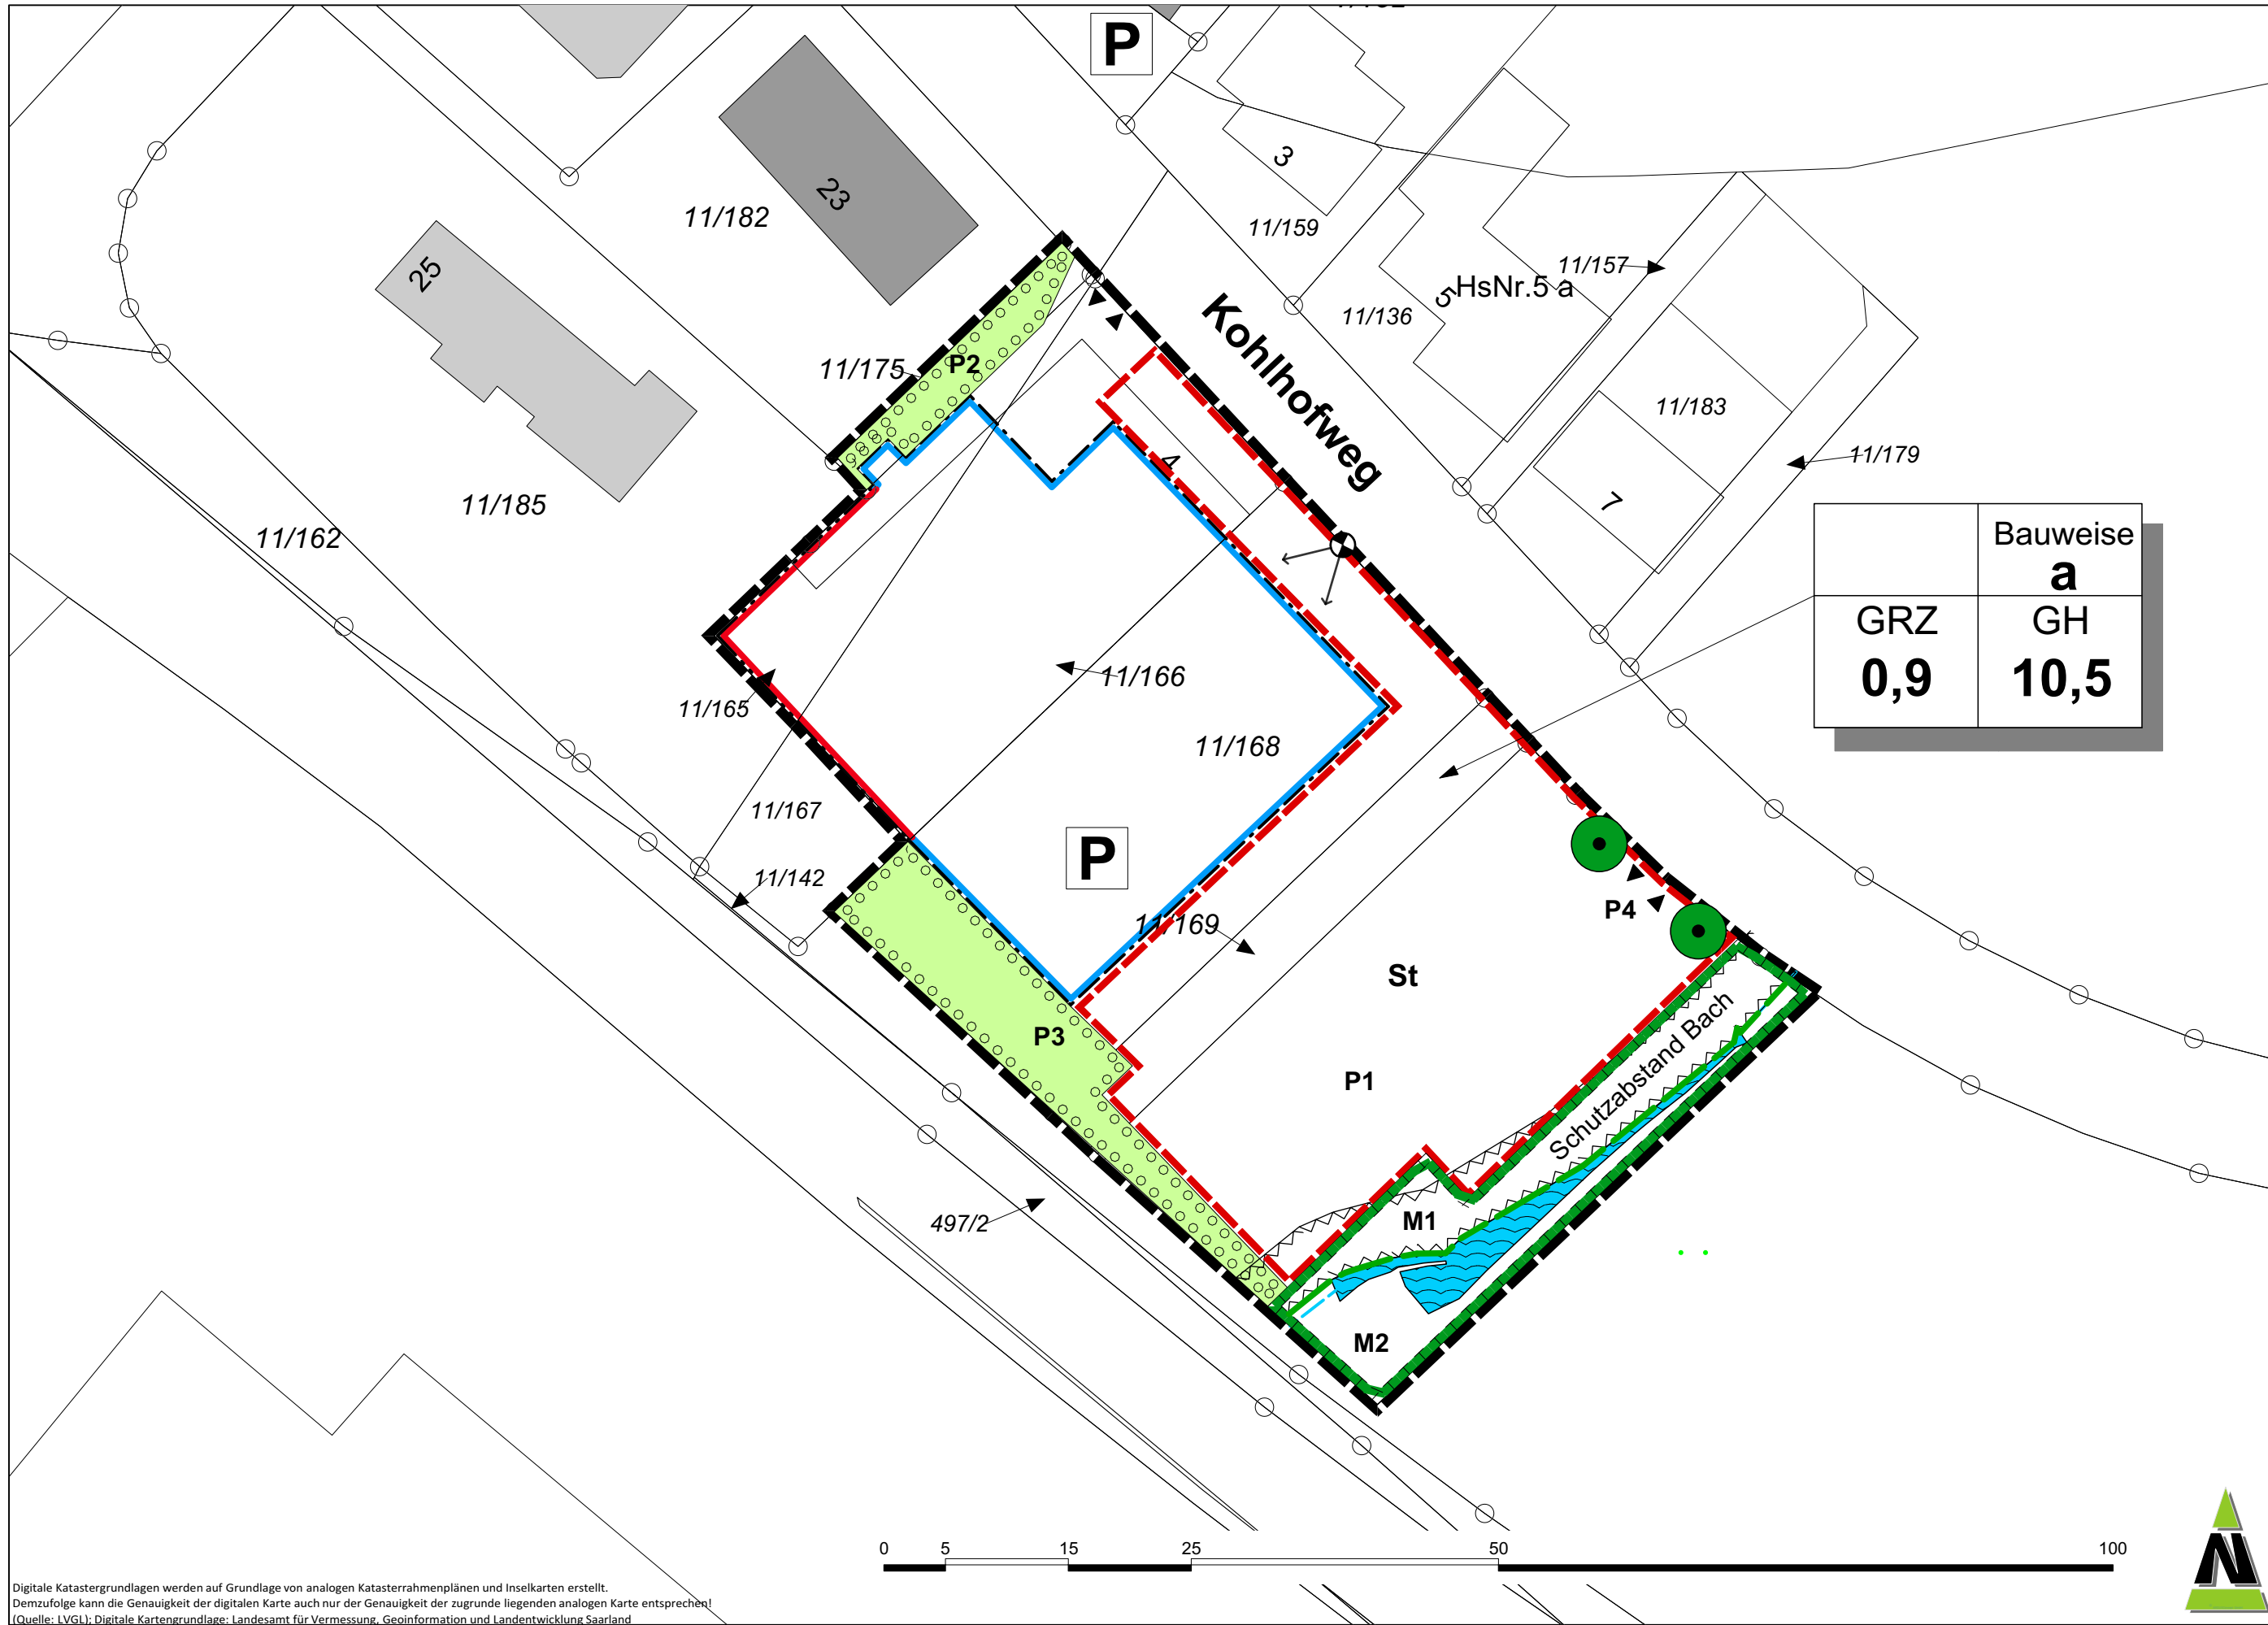 P
3
23
11/182
11/159
25
11/157
HsNr.5 a
5
11/136
Kohlhofweg
11/175
P2
11/183
11/179
4
7
11/185
11/162
Bauweise
a
GRZ
GH
0,9
10,5
11/166
11/165
11/168
11/167
P
11/142
11/169
P4
St
Schutzabstand Bach
P3
P1
M1
497/2
M2
0 5 15 25 50 100
N
Digitale Katastergrundlagen werden auf Grundlage von analogen Katasterrahmenplänen und Inselkarten erstellt.
Demzufolge kann die Genauigkeit der digitalen Karte auch nur der Genauigkeit der zugrunde liegenden analogen Karte entsprechen!
(Quelle: LVGL); Digitale Kartengrundlage: Landesamt für Vermessung, Geoinformation und Landentwicklung Saarland